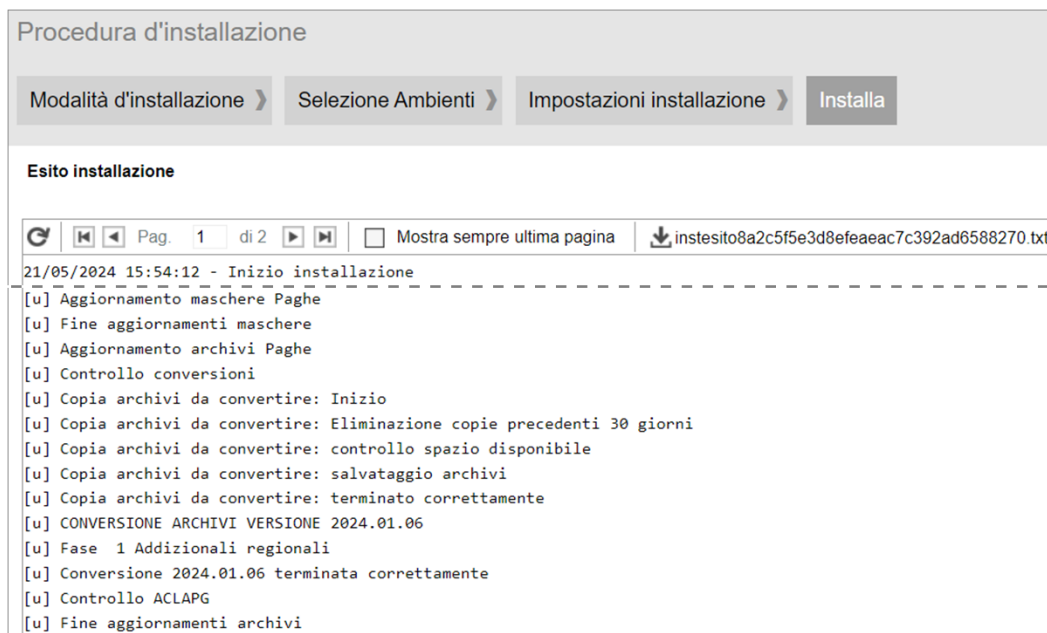 Procedura d'installazione
Modalità d'installazione ❯ Selezione Ambienti ❯ Impostazioni installazione ❯ Installa
Esito installazione
Pag. 1 di 2 Mostra sempre ultima pagina instesito8a2c5f5e3d8efeaeac7c392ad6588270.txt
21/05/2024 15:54:12 - Inizio installazione
[u] Aggiornamento maschere Paghe
[u] Fine aggiornamenti maschere
[u] Aggiornamento archivi Paghe
[u] Controllo conversioni
[u] Copia archivi da convertire: Inizio
[u] Copia archivi da convertire: Eliminazione copie precedenti 30 giorni
[u] Copia archivi da convertire: controllo spazio disponibile
[u] Copia archivi da convertire: salvataggio archivi
[u] Copia archivi da convertire: terminato correttamente
[u] CONVERSIONE ARCHIVI VERSIONE 2024.01.06
[u] Fase  1 Addizionali regionali
[u] Conversione 2024.01.06 terminata correttamente
[u] Controllo ACLAPG
[u] Fine aggiornamenti archivi